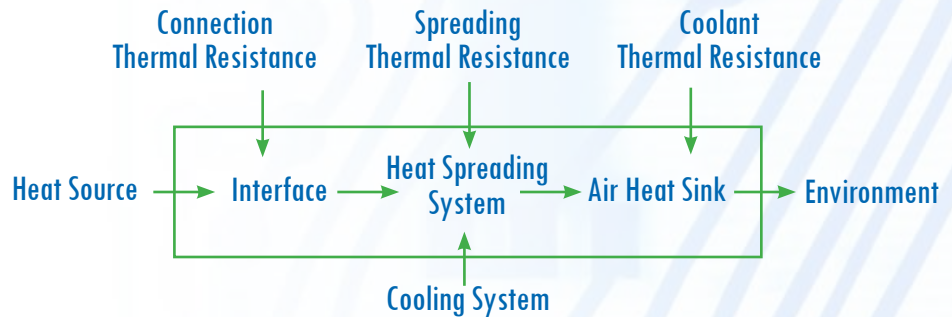 Connection
Thermal Resistance
Spreading
Thermal Resistance
Coolant
Thermal Resistance
Heat Source
Interface
Heat Spreading
System
Air Heat Sink
Environment
Cooling System